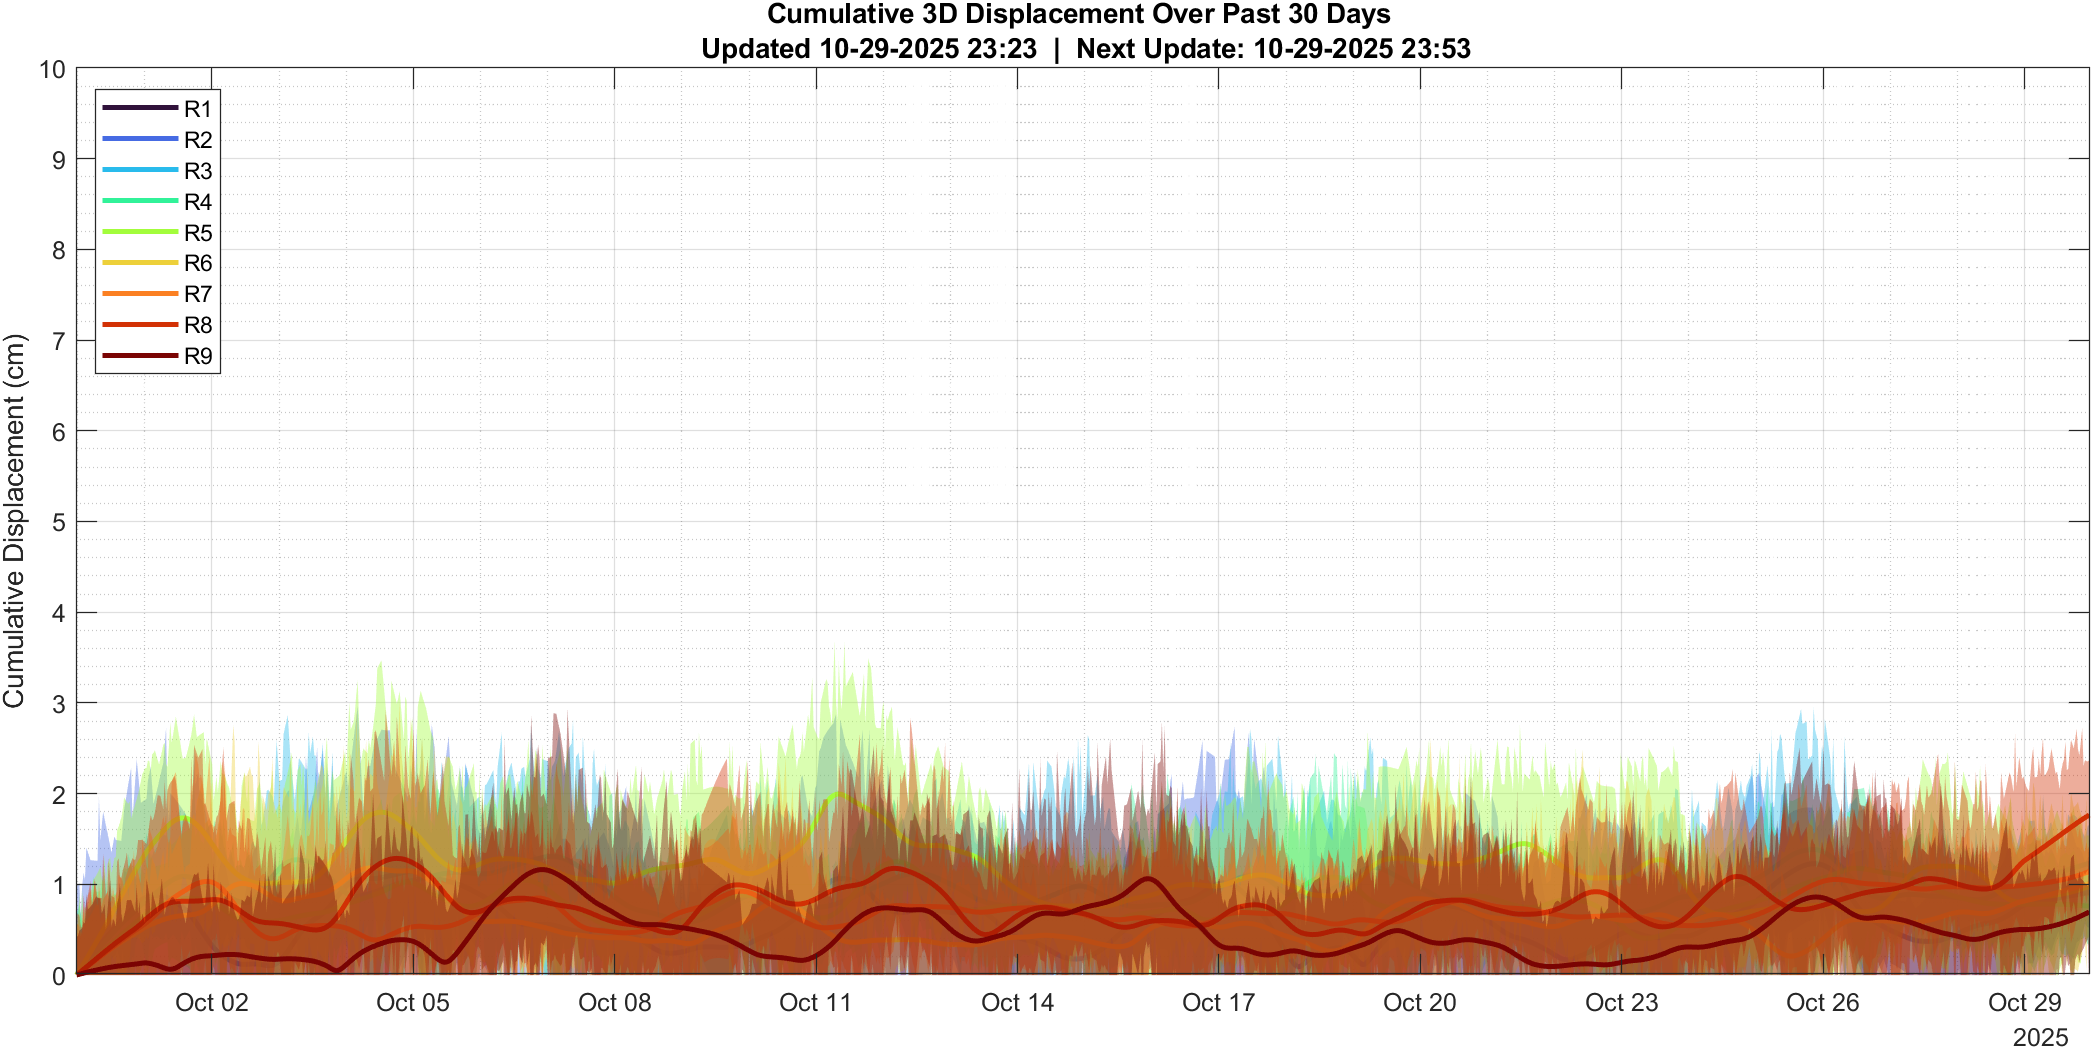 Cumulative 3D Displacement Over Past 30 Days
Updated 10-29-2025 23:23 | Next Update: 10-29-2025 23:53
10
9
8
7
6
5
4
3
2
1
0
Cumulative Displacement (cm)
R1
R2
R3
R4
R5
R6
R7
R8
R9
Oct 02 Oct 05 Oct 08 Oct 11 Oct 14 Oct 17 Oct 20 Oct 23 Oct 26 Oct 29
2025